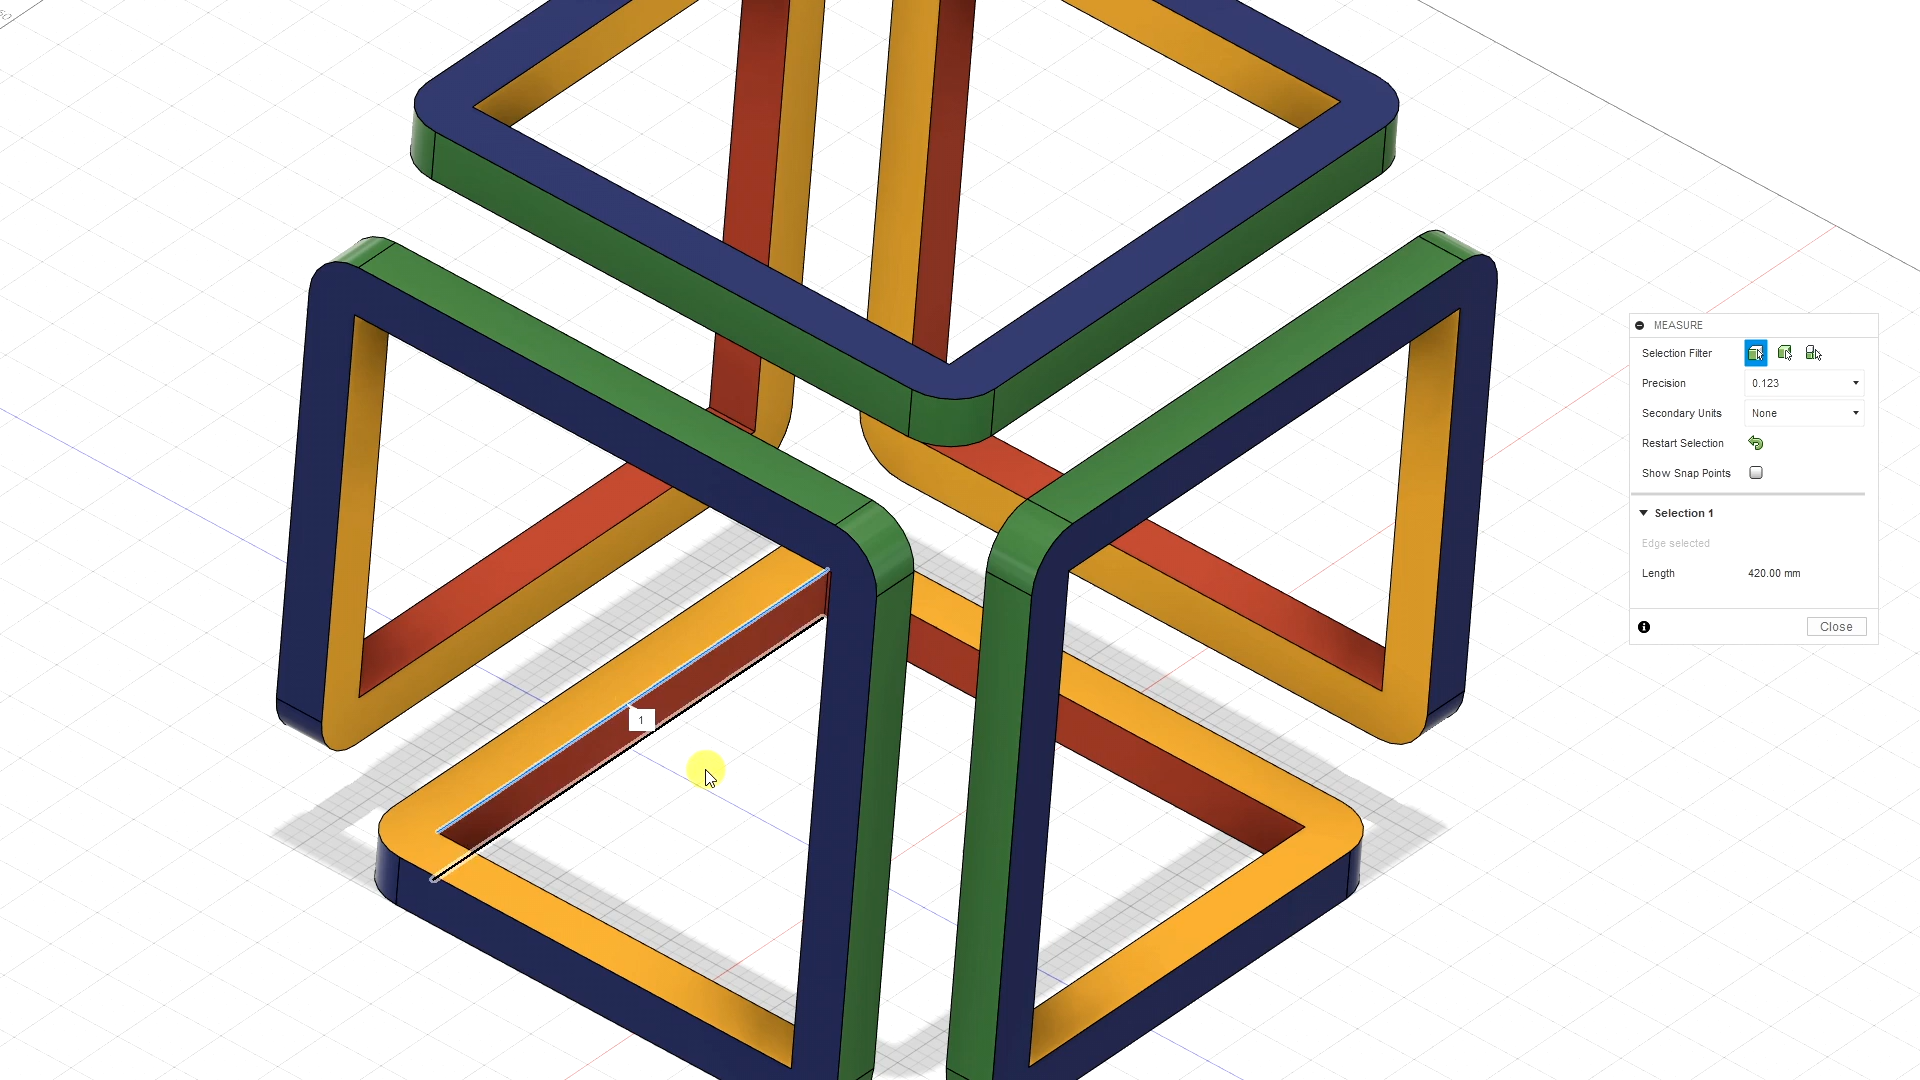 MEASURE
Selection Filter
Precision 0.123
Secondary Units None
Restart Selection
Show Snap Points
Selection 1
Edge selected
Length 420.00 mm
Close
1